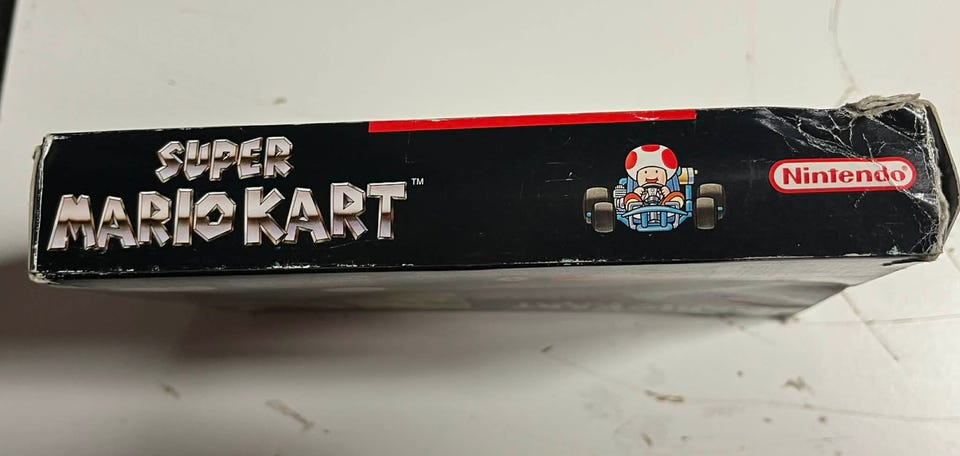 SUPER
MARIO KART™
Nintendo®